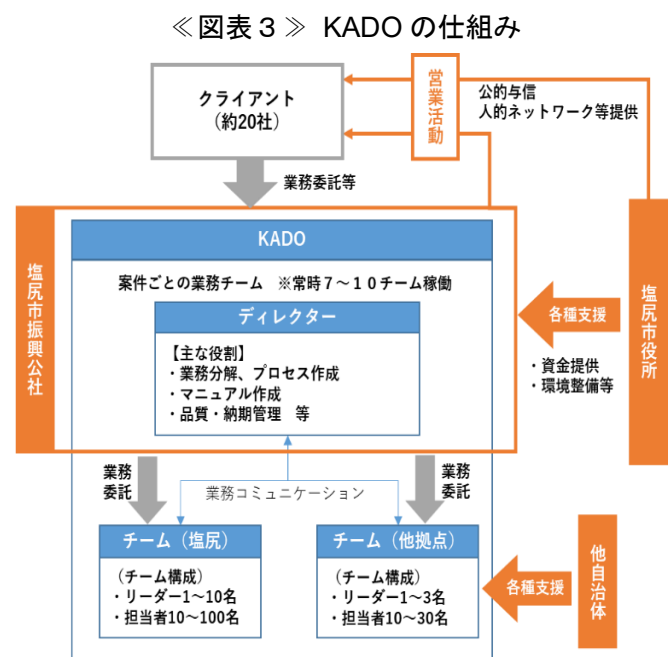 ≪図表３≫ KADOの仕組み
クライアント
（約20社）
営業活動
公的与信
人的ネットワーク等提供
業務委託等
塩尻市振興公社
KADO
案件ごとの業務チーム　※常時７～１０チーム稼働
ディレクター
【主な役割】
・業務分解、プロセス作成
・マニュアル作成
・品質・納期管理　等
各種支援
・資金提供
・環境整備等
塩尻市役所
業務
委託
業務コミュニケーション
業務
委託
チーム（塩尻）
（チーム構成）
・リーダー1～10名
・担当者10～100名
チーム（他拠点）
（チーム構成）
・リーダー1～3名
・担当者10～30名
各種支援
他自治体